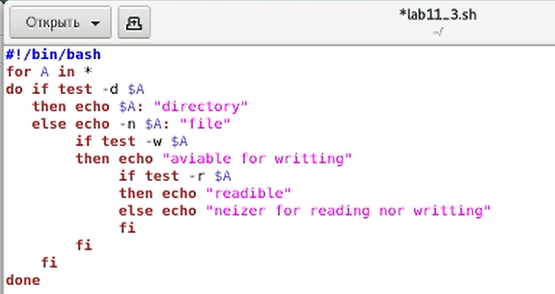 Открыть
*lab11_3.sh
~/
#!/bin/bash
for A in *
do if test -d $A
   then echo $A: "directory"
   else echo -n $A: "file"
        if test -w $A
        then echo "aviable for writting"
             if test -r $A
             then echo "readible"
             else echo "neizer for reading nor writting"
             fi
        fi
    fi
done